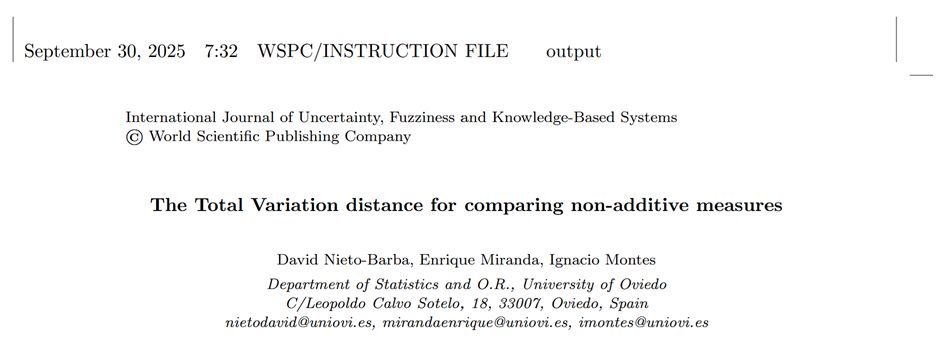 September 30, 2025 7:32 WSPC/INSTRUCTION FILE output
International Journal of Uncertainty, Fuzziness and Knowledge-Based Systems
© World Scientific Publishing Company
The Total Variation distance for comparing non-additive measures
David Nieto-Barba, Enrique Miranda, Ignacio Montes
Department of Statistics and O.R., University of Oviedo
C/Leopoldo Calvo Sotelo, 18, 33007, Oviedo, Spain
nietodavid@uniovi.es, mirandaenrique@uniovi.es, imontes@uniovi.es